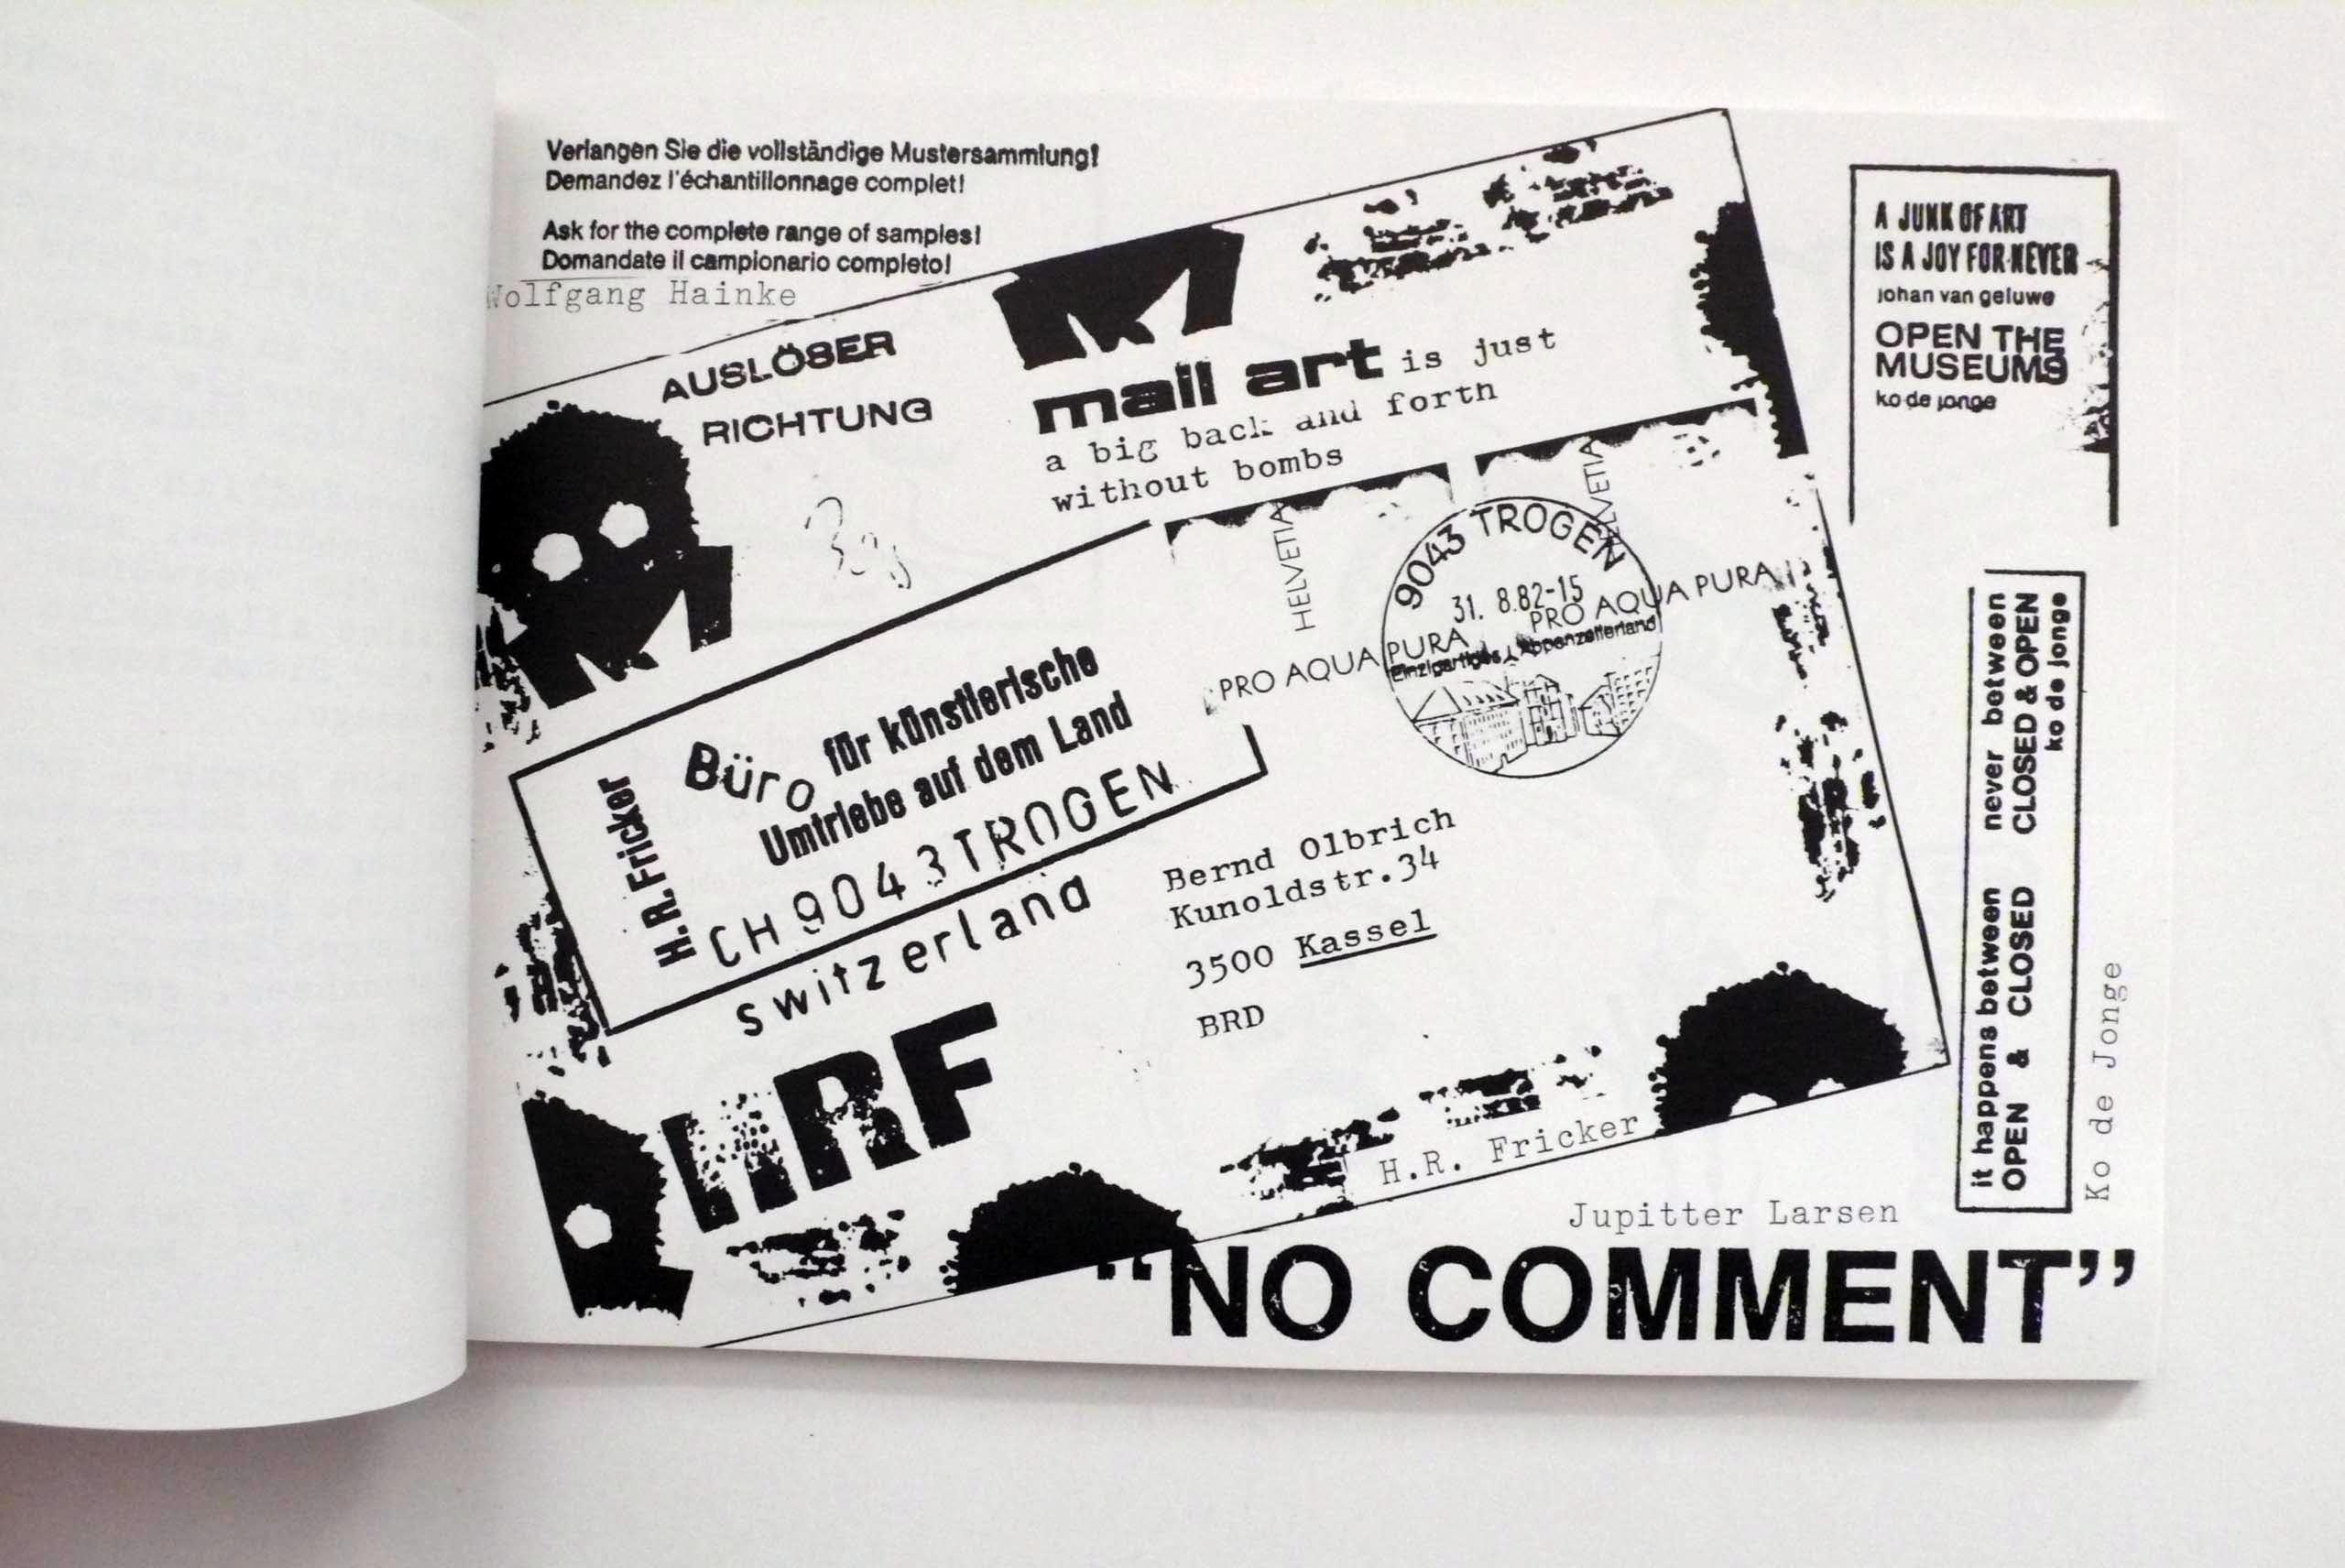 Verlangen Sie die vollständige Mustersammlung!
Demandez l'échantillonnage complet!
Ask for the complete range of samples!
Domandate il campionario completo!
Wolfgang Hainke
AUSLÖSER
RICHTUNG
mail art is just
a big back and forth
without bombs
HELVETIA
HELVETIA
9043 TROGEN
31. 8.82-15
PRO AQUA PURA
PRO AQUA PURA
Einzigartiges Appenzellerland
H.R. Fricker
Büro für künstlerische
Umtriebe auf dem Land
CH 9043 TROGEN
switzerland
Bernd Olbrich
Kunoldstr.34
3500 Kassel
BRD
HRF
H.R. Fricker
A JUNK OF ART
IS A JOY FOR NEVER
johan van geluwe
OPEN THE
MUSEUMS
ko de jonge
it happens between never between
OPEN & CLOSED CLOSED & OPEN
ko de jonge
Ko de Jonge
Jupitter Larsen
“NO COMMENT”